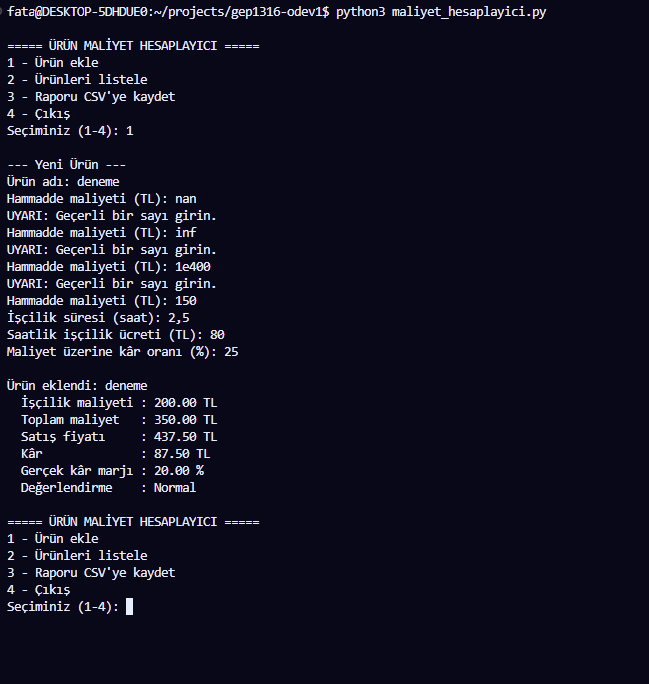 fata@DESKTOP-5DHDUE0:~/projects/gep1316-odev1$ python3 maliyet_hesaplayici.py
===== ÜRÜN MALİYET HESAPLAYICI =====
1 - Ürün ekle
2 - Ürünleri listele
3 - Raporu CSV'ye kaydet
4 - Çıkış
Seçiminiz (1-4): 1
--- Yeni Ürün ---
Ürün adı: deneme
Hammadde maliyeti (TL): nan
UYARI: Geçerli bir sayı girin.
Hammadde maliyeti (TL): inf
UYARI: Geçerli bir sayı girin.
Hammadde maliyeti (TL): 1e400
UYARI: Geçerli bir sayı girin.
Hammadde maliyeti (TL): 150
İşçilik süresi (saat): 2,5
Saatlik işçilik ücreti (TL): 80
Maliyet üzerine kâr oranı (%): 25
Ürün eklendi: deneme
İşçilik maliyeti : 200.00 TL
Toplam maliyet : 350.00 TL
Satış fiyatı : 437.50 TL
Kâr : 87.50 TL
Gerçek kâr marjı : 20.00 %
Değerlendirme : Normal
===== ÜRÜN MALİYET HESAPLAYICI =====
1 - Ürün ekle
2 - Ürünleri listele
3 - Raporu CSV'ye kaydet
4 - Çıkış
Seçiminiz (1-4):